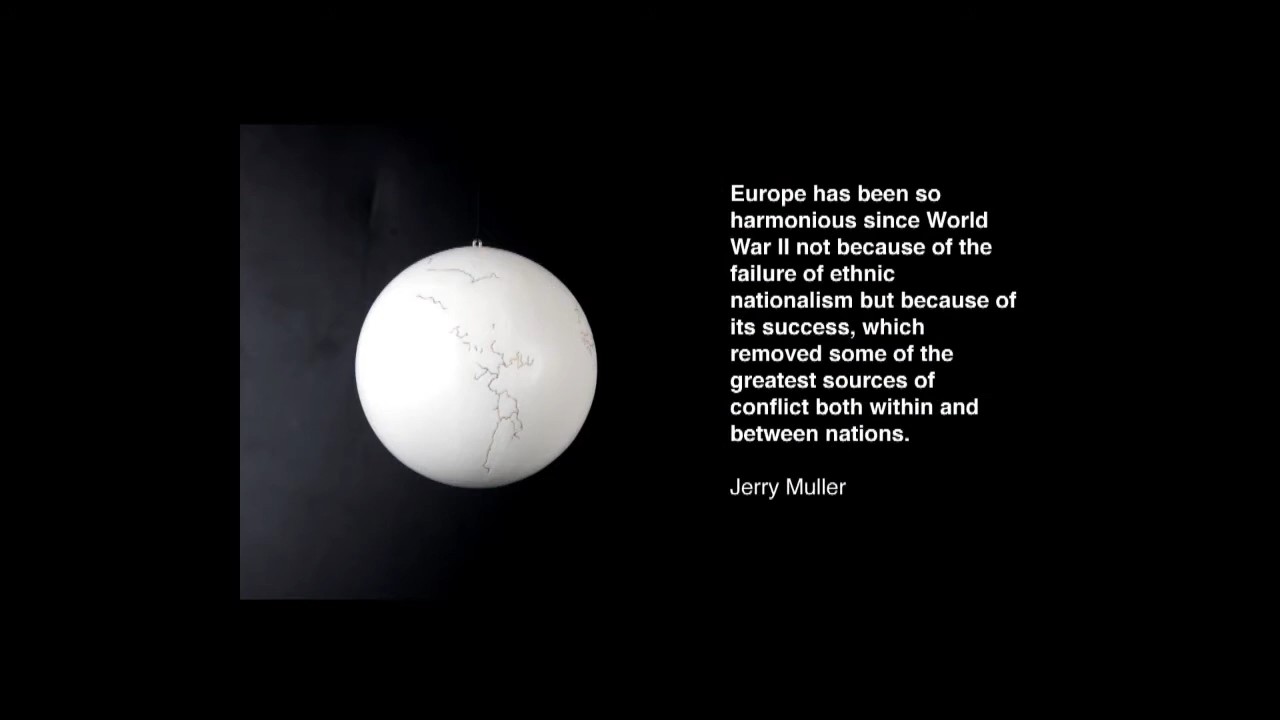 Europe has been so
harmonious since World
War II not because of the
failure of ethnic
nationalism but because of
its success, which
removed some of the
greatest sources of
conflict both within and
between nations.
Jerry Muller